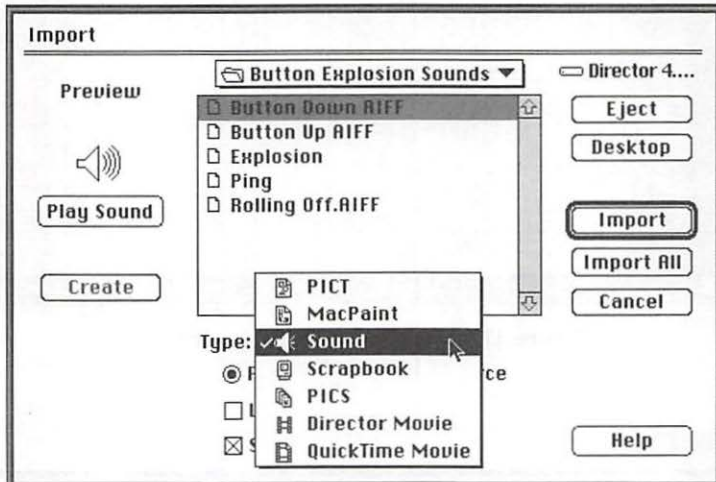 Import
Button Explosion Sounds
Director 4....
Preview
Button Down AIFF
Button Up AIFF
Explosion
Ping
Rolling Off.AIFF
Eject
Desktop
Play Sound
Import
Import All
Create
Cancel
PICT
MacPaint
Type:
Sound
Scrapbook
rce
PICS
Director Movie
QuickTime Movie
Help